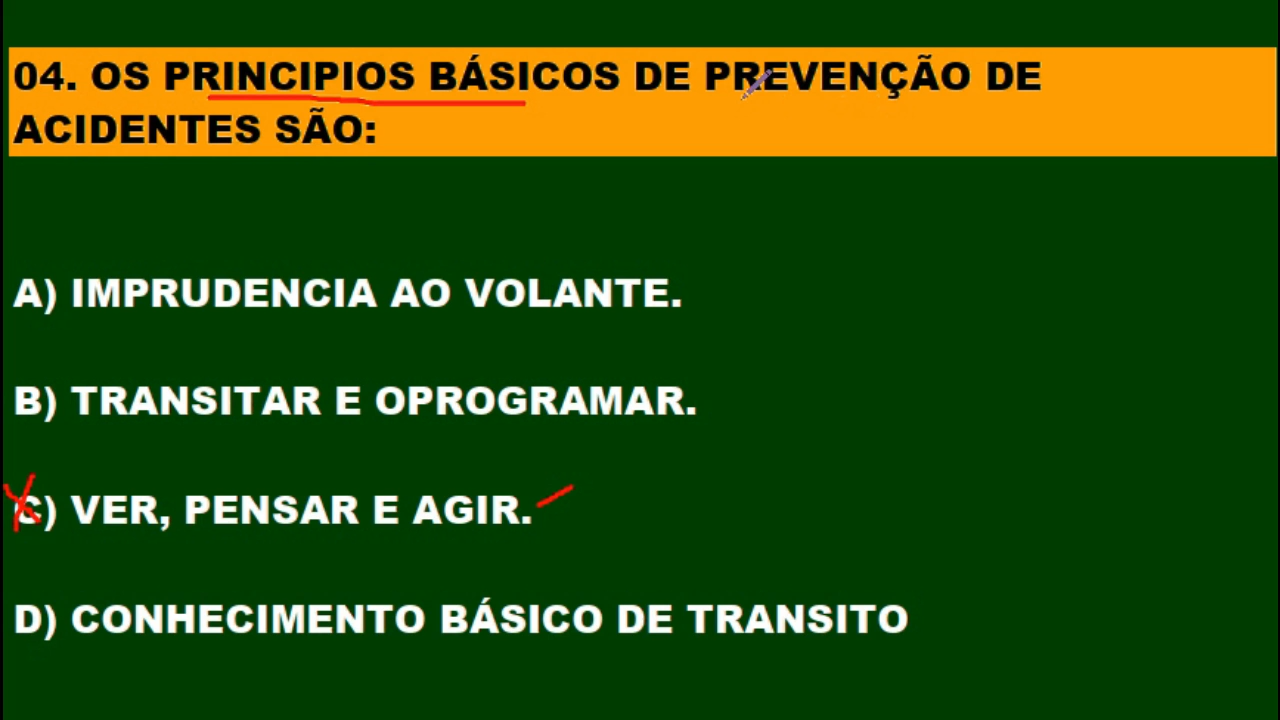 04. OS PRINCIPIOS BÁSICOS DE PREVENÇÃO DE
ACIDENTES SÃO:
A) IMPRUDENCIA AO VOLANTE.
B) TRANSITAR E OPROGRAMAR.
C) VER, PENSAR E AGIR.
D) CONHECIMENTO BÁSICO DE TRANSITO